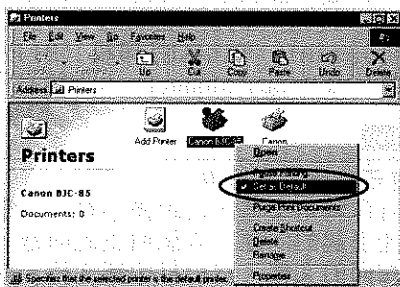 Printers
File Edit View Go Favorites Help
Up Cut Copy Paste Undo Delete
Address Printers
Add Printer Canon BJC-85 Canon
Printers
Canon BJC-85
Documents: 0
Open
Set as Default
Purge Print Documents
Create Shortcut
Delete
Rename
Properties
Specifies that the selected printer is the default printer.